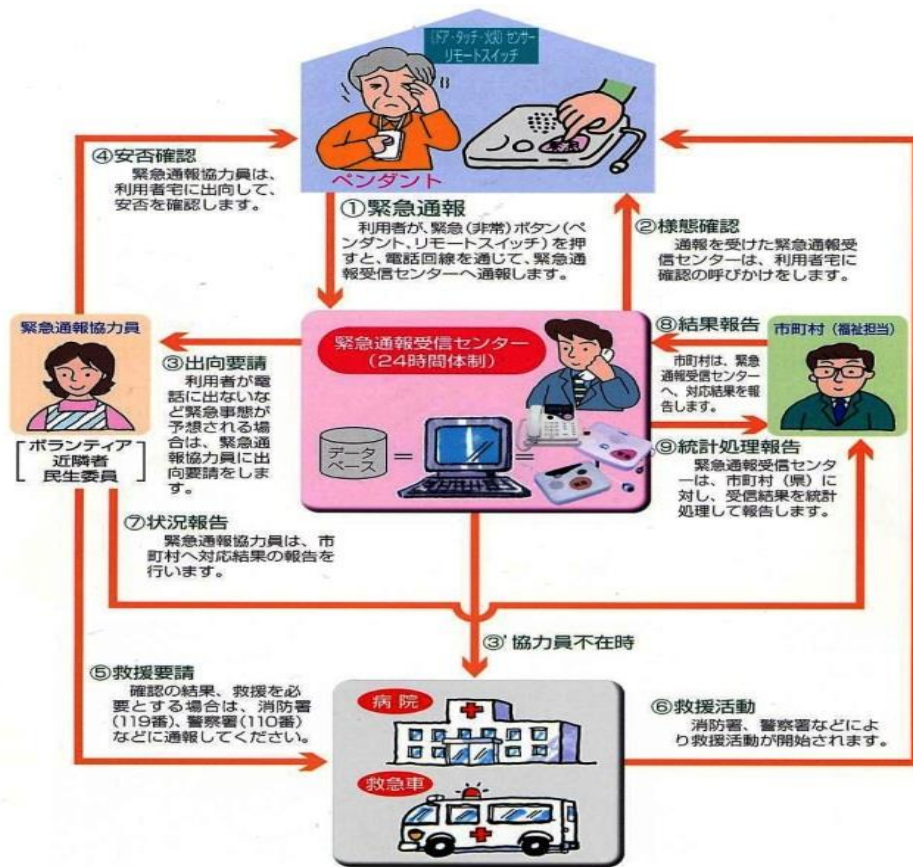 (ドア・タッチ・火災)センサー
リモートスイッチ
緊急
ペンダント
④安否確認
緊急通報協力員は、
利用者宅に出向して、
安否を確認します。
①緊急通報
利用者が、緊急(非常)ボタン(ペ
ンダント、リモートスイッチ)を押
すと、電話回線を通じて、緊急通
報受信センターへ通報します。
②様態確認
通報を受けた緊急通報受
信センターは、利用者宅に
確認の呼びかけをします。
緊急通報協力員
ボランティア
近隣者
民生委員
③出向要請
利用者が電
話に出ないな
ど緊急事態が
予想される場
合は、緊急通
報協力員に出
向要請をしま
す。
緊急通報受信センター
(24時間体制)
データ
ベース
=
=
⑧結果報告
市町村は、緊急
通報受信センター
へ、対応結果を報
告します。
市町村(福祉担当)
⑨統計処理報告
緊急通報受信センタ
ーは、市町村(県)に
対し、受信結果を統計
処理して報告します。
⑦状況報告
緊急通報協力員は、市
町村へ対応結果の報告を
行います。
③'協力員不在時
⑤救援要請
確認の結果、救援を必
要とする場合は、消防署
(119番)、警察署(110番)
などに通報してください。
病院
救急車
⑥救援活動
消防署、警察署などによ
り救援活動が開始されます。